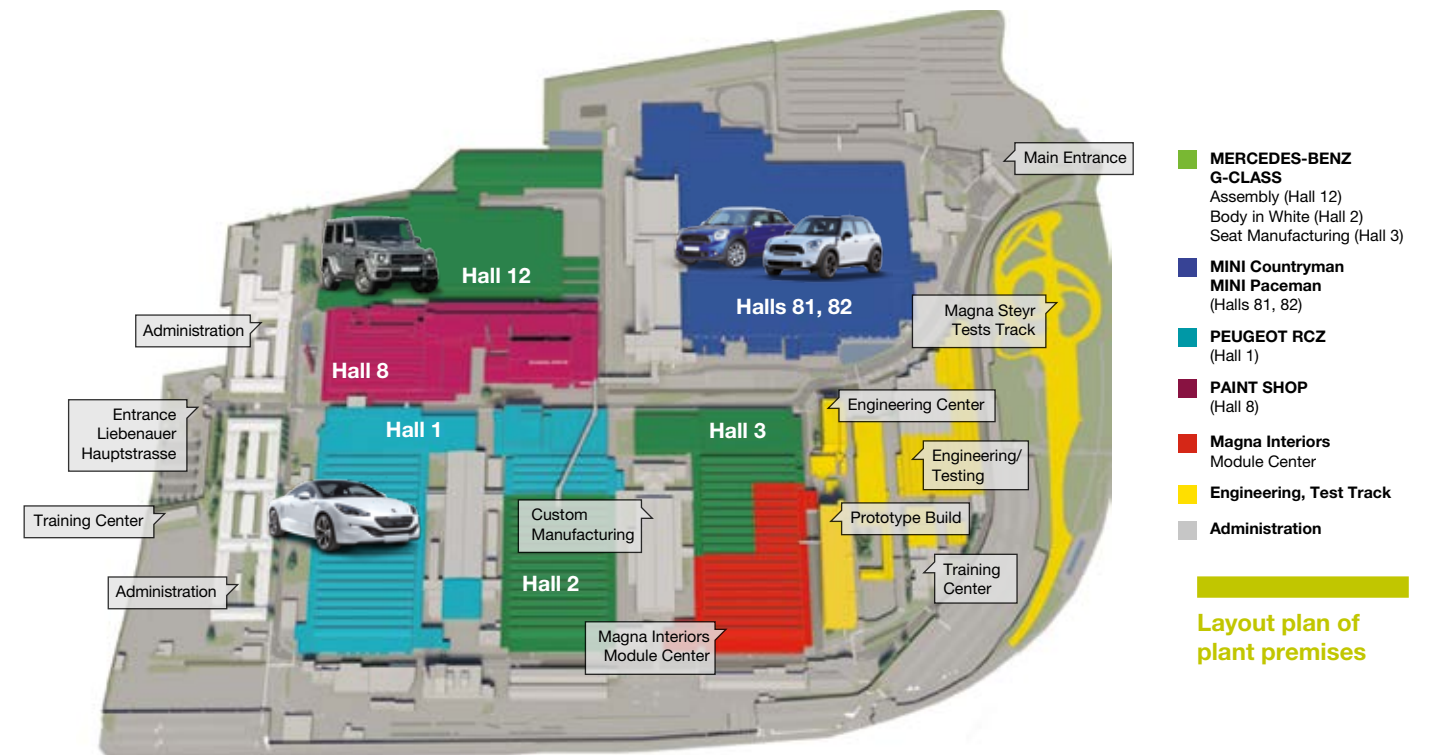 Main Entrance
Hall 12
Halls 81, 82
Magna Steyr
Tests Track
Administration
Hall 8
Entrance
Liebenauer
Hauptstrasse
Hall 1
Hall 3
Engineering Center
Engineering/
Testing
Training Center
Custom
Manufacturing
Prototype Build
Hall 2
Administration
Training
Center
Magna Interiors
Module Center
MERCEDES-BENZ
G-CLASS
Assembly (Hall 12)
Body in White (Hall 2)
Seat Manufacturing (Hall 3)
MINI Countryman
MINI Paceman
(Halls 81, 82)
PEUGEOT RCZ
(Hall 1)
PAINT SHOP
(Hall 8)
Magna Interiors
Module Center
Engineering, Test Track
Administration
Layout plan of
plant premises